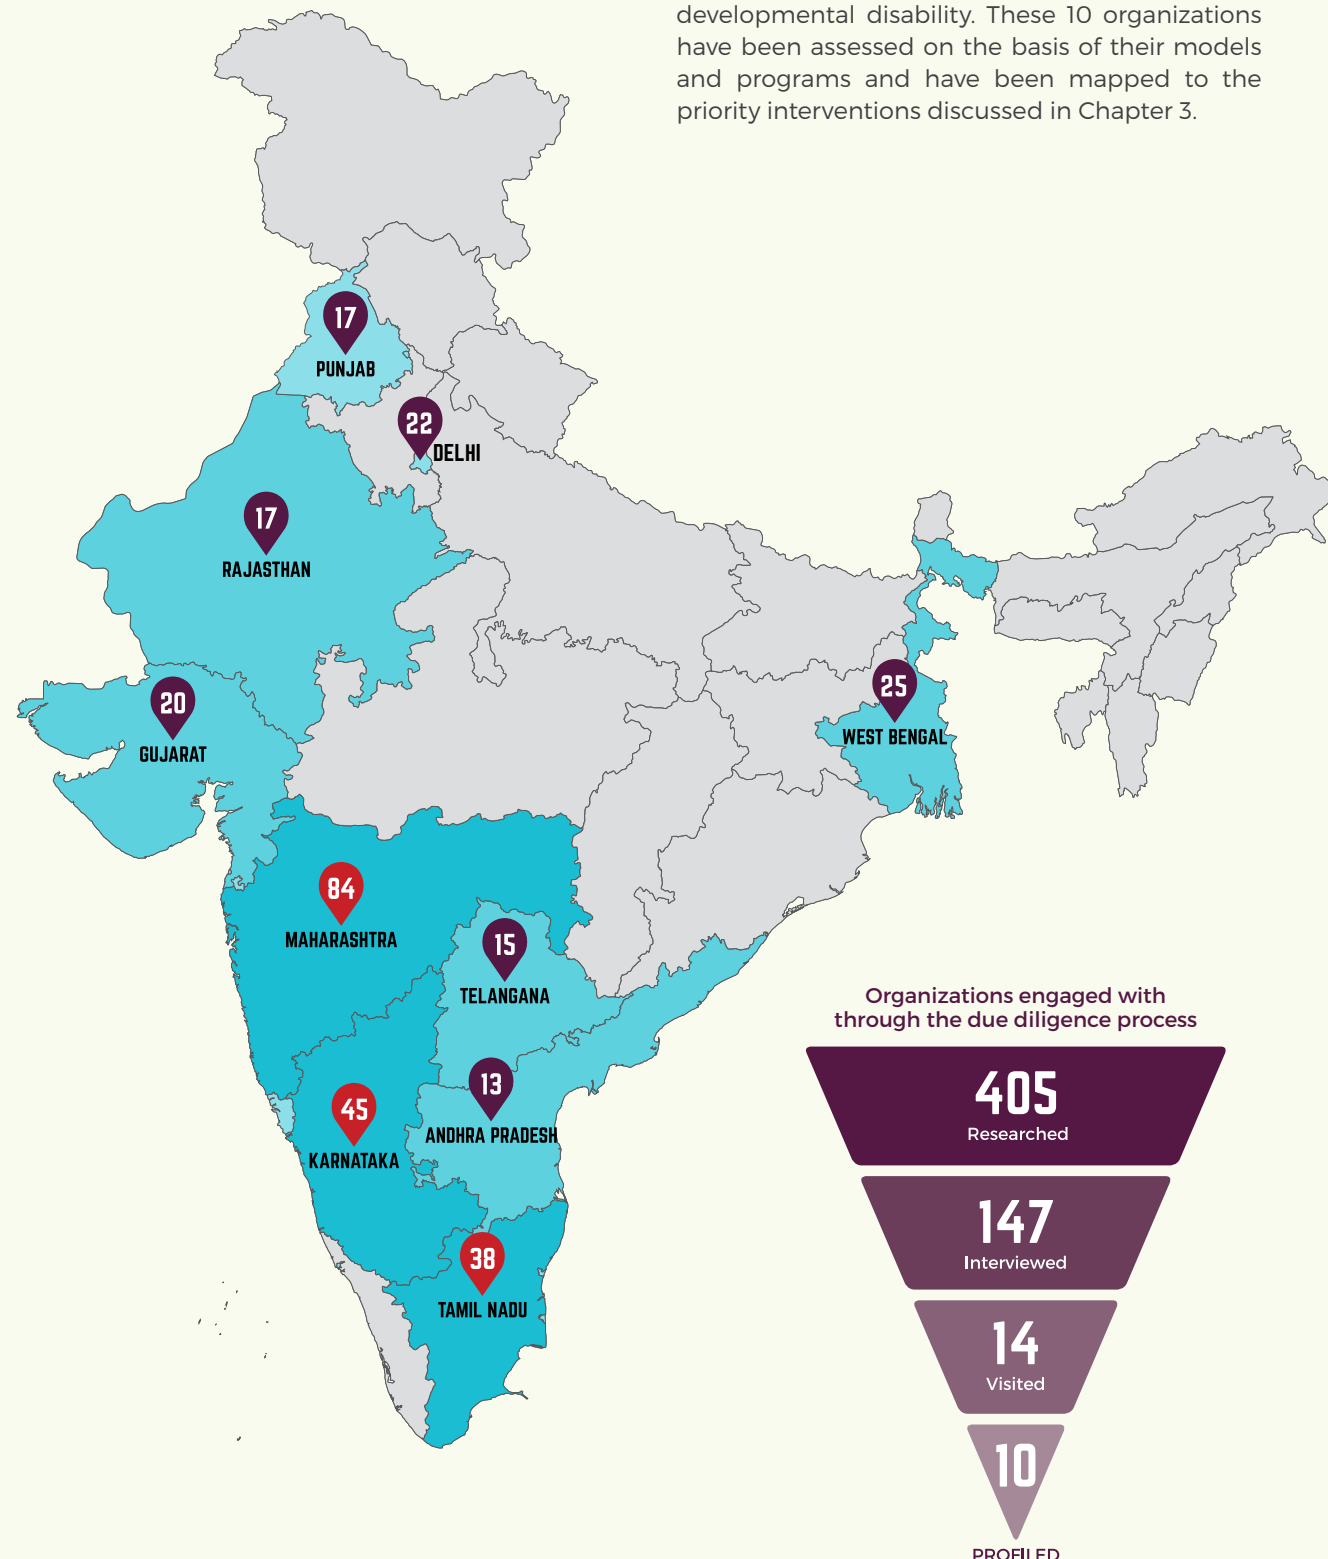 developmental disability. These 10 organizations
have been assessed on the basis of their models
and programs and have been mapped to the
priority interventions discussed in Chapter 3.
17
PUNJAB
22
DELHI
17
RAJASTHAN
20
GUJARAT
25
WEST BENGAL
84
MAHARASHTRA
15
TELANGANA
13
ANDHRA PRADESH
45
KARNATAKA
38
TAMIL NADU
Organizations engaged with
through the due diligence process
405
Researched
147
Interviewed
14
Visited
10
PROFILED